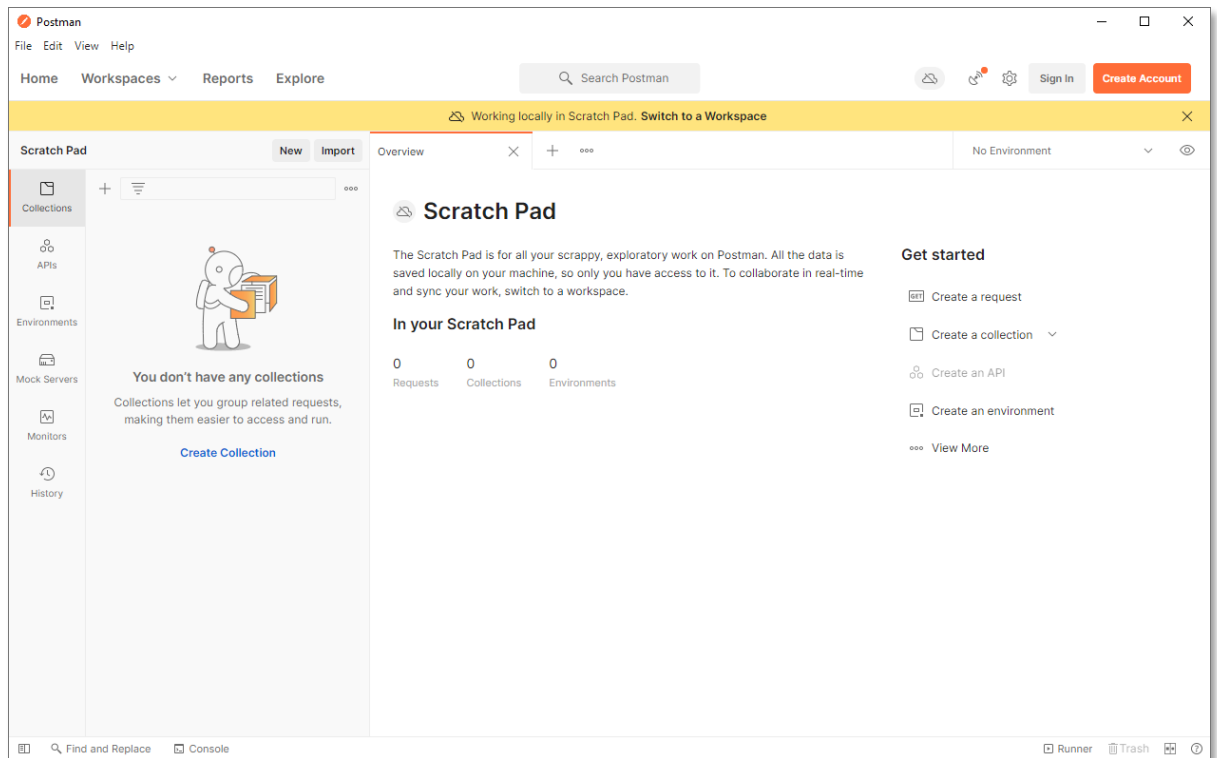 Postman
File Edit View Help
Home Workspaces Reports Explore Search Postman Sign In Create Account
Working locally in Scratch Pad. Switch to a Workspace
Scratch Pad New Import Overview No Environment
Collections
APIs
Environments
Mock Servers
Monitors
History
You don't have any collections
Collections let you group related requests,
making them easier to access and run.
Create Collection
Scratch Pad
The Scratch Pad is for all your scrappy, exploratory work on Postman. All the data is
saved locally on your machine, so only you have access to it. To collaborate in real-time
and sync your work, switch to a workspace.
In your Scratch Pad
0 0 0
Requests Collections Environments
Get started
GET Create a request
Create a collection
Create an API
Create an environment
View More
Find and Replace Console Runner Trash